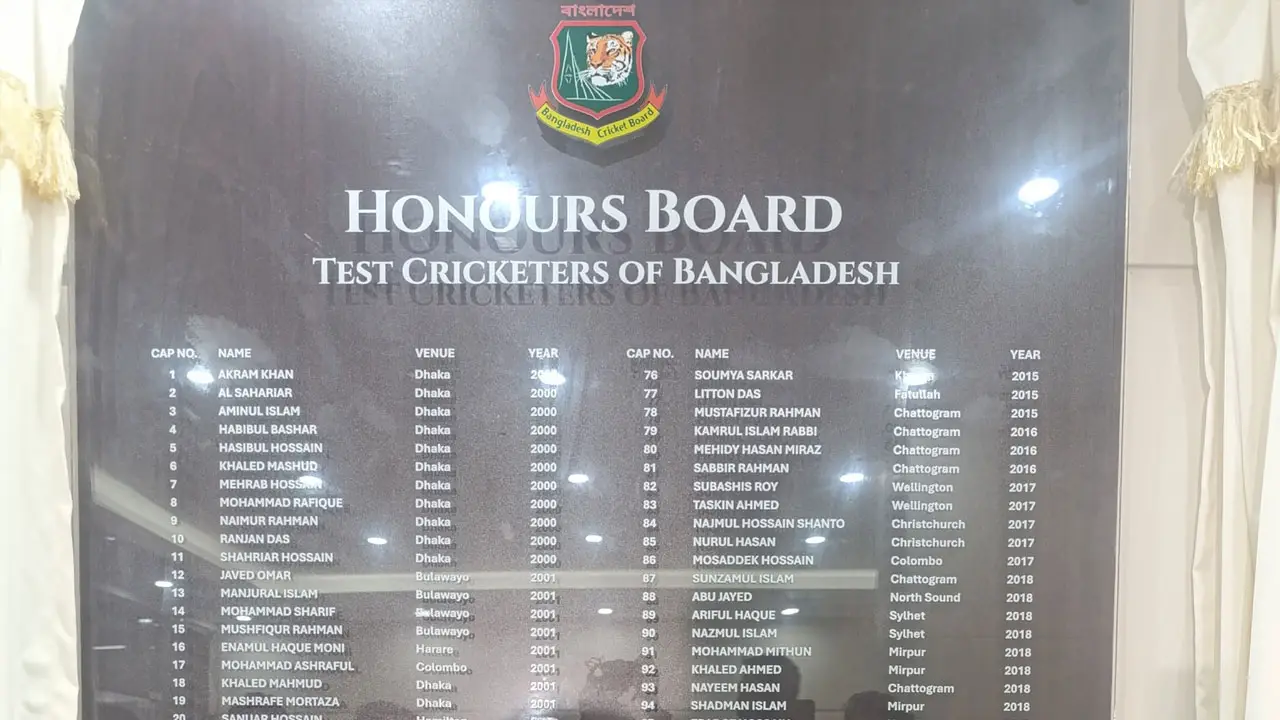 বাংলাদেশ
Bangladesh Cricket Board
HONOURS BOARD
TEST CRICKETERS OF BANGLADESH
CAP NO. NAME VENUE YEAR CAP NO. NAME VENUE YEAR
1 AKRAM KHAN Dhaka 76 SOUMYA SARKAR 2015
2 AL SAHARIAR Dhaka 2000 77 LITTON DAS Fatullah 2015
3 AMINUL ISLAM Dhaka 2000 78 MUSTAFIZUR RAHMAN Chattogram 2015
4 HABIBUL BASHAR Dhaka 2000 79 KAMRUL ISLAM RABBI Chattogram 2016
5 HASIBUL HOSSAIN Dhaka 2000 80 MEHIDY HASAN MIRAZ Chattogram 2016
6 KHALED MASHUD Dhaka 2000 81 SABBIR RAHMAN Chattogram 2016
7 MEHRAB HOSSAIN Dhaka 2000 82 SUBASHIS ROY Wellington 2017
8 MOHAMMAD RAFIQUE Dhaka 2000 83 TASKIN AHMED Wellington 2017
9 NAIMUR RAHMAN Dhaka 2000 84 NAJMUL HOSSAIN SHANTO Christchurch 2017
10 RANJAN DAS Dhaka 2000 85 NURUL HASAN Christchurch 2017
11 SHAHRIAR HOSSAIN Dhaka 2000 86 MOSADDEK HOSSAIN Colombo 2017
12 JAVED OMAR Bulawayo 2001 87 SUNZAMUL ISLAM Chattogram 2018
13 MANJURAL ISLAM Bulawayo 2001 88 ABU JAYED North Sound 2018
14 MOHAMMAD SHARIF Bulawayo 2001 89 ARIFUL HAQUE Sylhet 2018
15 MUSHFIQUR RAHMAN Bulawayo 2001 90 NAZMUL ISLAM Sylhet 2018
16 ENAMUL HAQUE MONI Harare 2001 91 MOHAMMAD MITHUN Mirpur 2018
17 MOHAMMAD ASHRAFUL Colombo 2001 92 KHALED AHMED Mirpur 2018
18 KHALED MAHMUD Dhaka 2001 93 NAYEEM HASAN Chattogram 2018
19 MASHRAFE MORTAZA Dhaka 2001 94 SHADMAN ISLAM Mirpur 2018
20 SANUAR HOSSAIN Hamilton